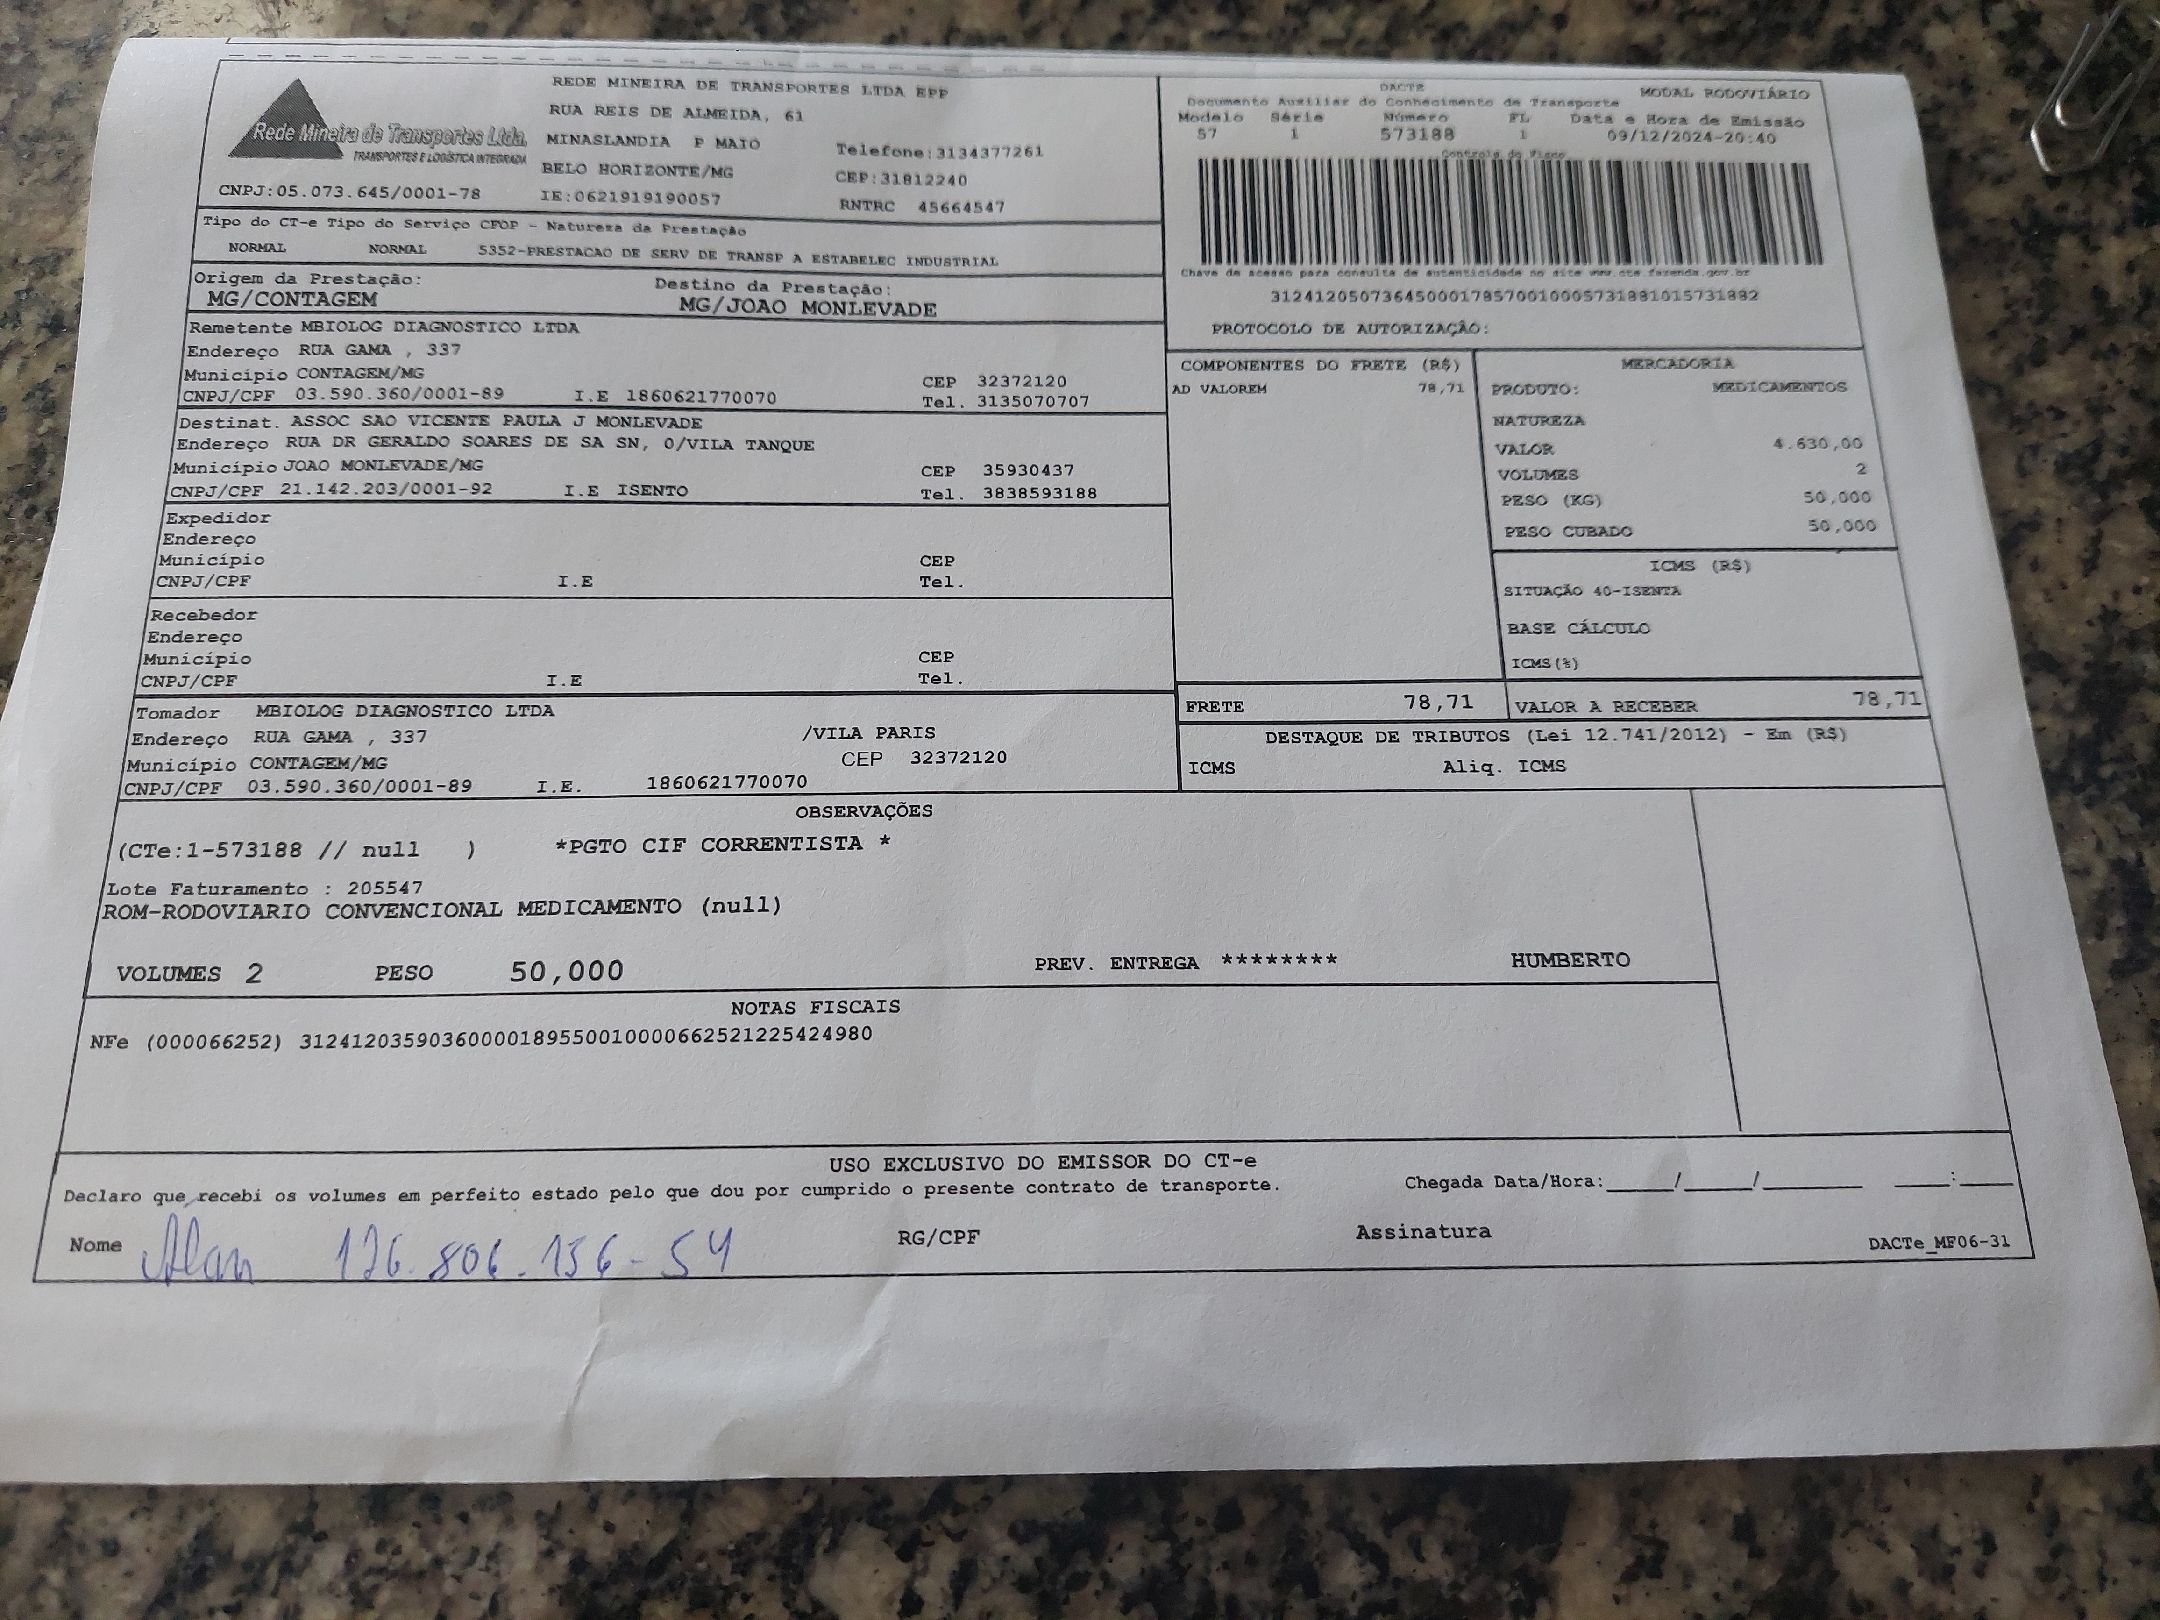 Rede Mineira de Transportes Ltda.
TRANSPORTES E LOGÍSTICA INTEGRADA
CNPJ:05.073.645/0001-78
REDE MINEIRA DE TRANSPORTES LTDA EPP
RUA REIS DE ALMEIDA, 61
MINASLANDIA P MAIO Telefone:3134377261
BELO HORIZONTE/MG CEP:31812240
IE:0621919190057 RNTRC 45664547
DACTE MODAL RODOVIÁRIO
Documento Auxiliar do Conhecimento de Transporte
Modelo Série Número FL Data e Hora de Emissão
57 1 573188 1 09/12/2024-20:40
Controle do Fisco
Chave de acesso para consulta de autenticidade no site www.cte.fazenda.gov.br
31241205073645000178570010005731881015731882
PROTOCOLO DE AUTORIZAÇÃO:
Tipo do CT-e Tipo do Serviço CFOP - Natureza da Prestação
NORMAL NORMAL 5352-PRESTACAO DE SERV DE TRANSP A ESTABELEC INDUSTRIAL
Origem da Prestação: Destino da Prestação:
MG/CONTAGEM MG/JOAO MONLEVADE
Remetente MBIOLOG DIAGNOSTICO LTDA
Endereço RUA GAMA , 337
Município CONTAGEM/MG CEP 32372120
CNPJ/CPF 03.590.360/0001-89 I.E 1860621770070 Tel. 3135070707
Destinat. ASSOC SAO VICENTE PAULA J MONLEVADE
Endereço RUA DR GERALDO SOARES DE SA SN, 0/VILA TANQUE
Município JOAO MONLEVADE/MG CEP 35930437
CNPJ/CPF 21.142.203/0001-92 I.E ISENTO Tel. 3838593188
Expedidor
Endereço
Município CEP
CNPJ/CPF I.E Tel.
Recebedor
Endereço
Município CEP
CNPJ/CPF I.E Tel.
Tomador MBIOLOG DIAGNOSTICO LTDA
Endereço RUA GAMA , 337 /VILA PARIS
Município CONTAGEM/MG CEP 32372120
CNPJ/CPF 03.590.360/0001-89 I.E. 1860621770070
COMPONENTES DO FRETE (R$)
AD VALOREM 78,71
MERCADORIA
PRODUTO: MEDICAMENTOS
NATUREZA
VALOR 4.630,00
VOLUMES 2
PESO (KG) 50,000
PESO CUBADO 50,000
ICMS (R$)
SITUAÇÃO 40-ISENTA
BASE CÁLCULO
ICMS(%)
FRETE 78,71 VALOR A RECEBER 78,71
DESTAQUE DE TRIBUTOS (Lei 12.741/2012) - Em (R$)
ICMS Aliq. ICMS
OBSERVAÇÕES
(CTe:1-573188 // null ) *PGTO CIF CORRENTISTA *
Lote Faturamento : 205547
ROM-RODOVIARIO CONVENCIONAL MEDICAMENTO (null)
VOLUMES 2 PESO 50,000 PREV. ENTREGA ******** HUMBERTO
NOTAS FISCAIS
NFe (000066252) 31241203590360000189550010000662521225424980
USO EXCLUSIVO DO EMISSOR DO CT-e
Declaro que recebi os volumes em perfeito estado pelo que dou por cumprido o presente contrato de transporte. Chegada Data/Hora:_____/_____/________ ____:____
Nome Alan 126.806.136-54 RG/CPF Assinatura
DACTe_MF06-31